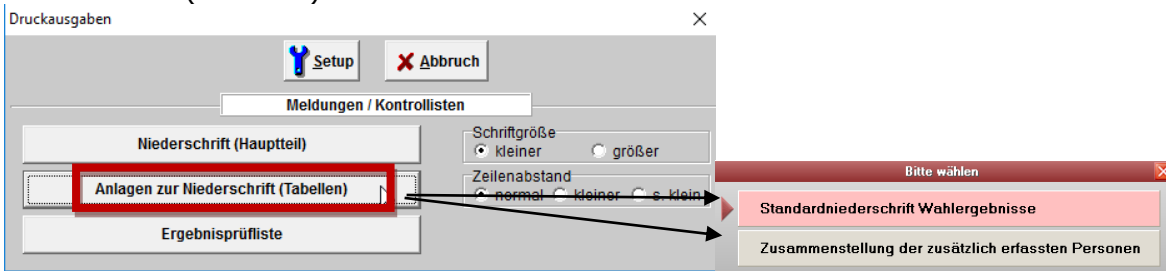 Druckausgaben
Setup
Abbruch
Meldungen / Kontrollisten
Niederschrift (Hauptteil)
Schriftgröße
kleiner größer
Anlagen zur Niederschrift (Tabellen)
Zeilenabstand
normal kleiner s. klein
Ergebnisprüfliste
Bitte wählen
Standardniederschrift Wahlergebnisse
Zusammenstellung der zusätzlich erfassten Personen